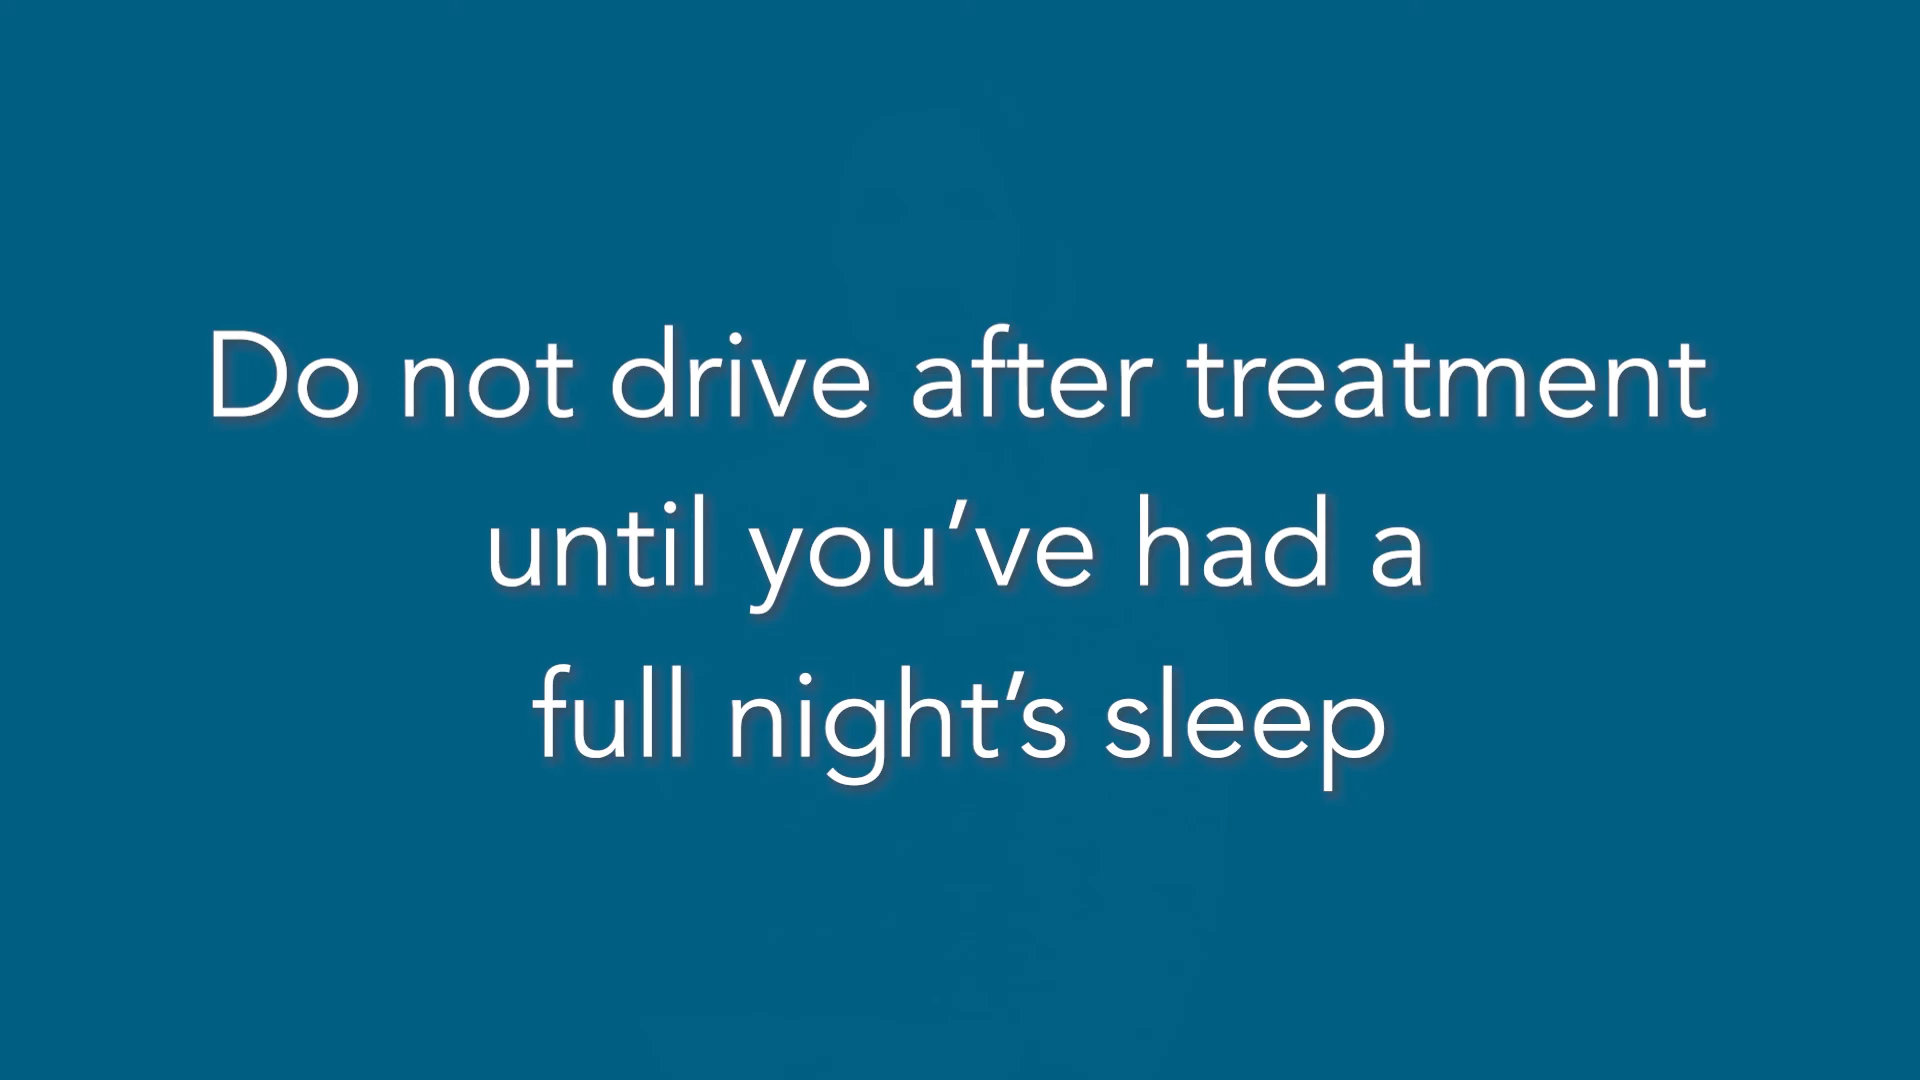 Do not drive after treatment
until you’ve had a
full night’s sleep